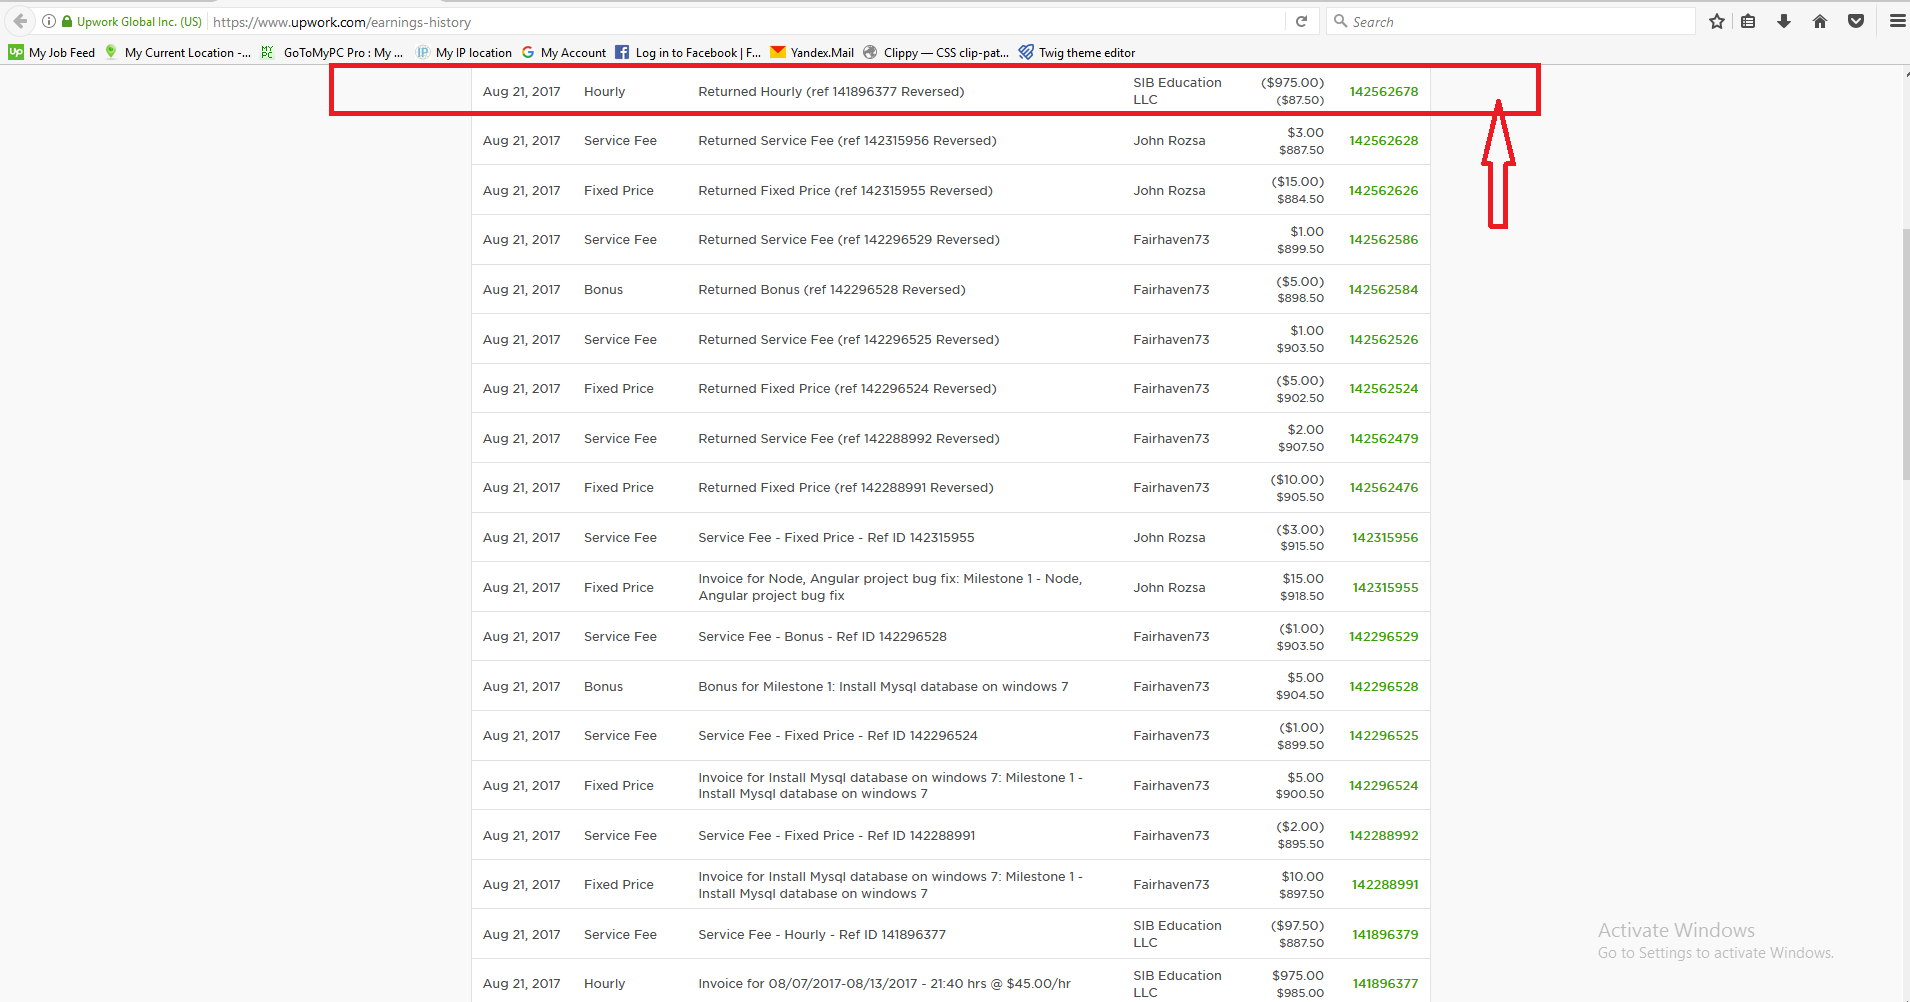 Upwork Global Inc. (US) https://www.upwork.com/earnings-history Search
My Job Feed My Current Location -... GoToMyPC Pro : My ... My IP location My Account Log in to Facebook | F... Yandex.Mail Clippy — CSS clip-pat... Twig theme editor
Aug 21, 2017 Hourly Returned Hourly (ref 141896377 Reversed) SIB Education LLC ($975.00) ($87.50) 142562678
Aug 21, 2017 Service Fee Returned Service Fee (ref 142315956 Reversed) John Rozsa $3.00 $887.50 142562628
Aug 21, 2017 Fixed Price Returned Fixed Price (ref 142315955 Reversed) John Rozsa ($15.00) $884.50 142562626
Aug 21, 2017 Service Fee Returned Service Fee (ref 142296529 Reversed) Fairhaven73 $1.00 $899.50 142562586
Aug 21, 2017 Bonus Returned Bonus (ref 142296528 Reversed) Fairhaven73 ($5.00) $898.50 142562584
Aug 21, 2017 Service Fee Returned Service Fee (ref 142296525 Reversed) Fairhaven73 $1.00 $903.50 142562526
Aug 21, 2017 Fixed Price Returned Fixed Price (ref 142296524 Reversed) Fairhaven73 ($5.00) $902.50 142562524
Aug 21, 2017 Service Fee Returned Service Fee (ref 142288992 Reversed) Fairhaven73 $2.00 $907.50 142562479
Aug 21, 2017 Fixed Price Returned Fixed Price (ref 142288991 Reversed) Fairhaven73 ($10.00) $905.50 142562476
Aug 21, 2017 Service Fee Service Fee - Fixed Price - Ref ID 142315955 John Rozsa ($3.00) $915.50 142315956
Aug 21, 2017 Fixed Price Invoice for Node, Angular project bug fix: Milestone 1 - Node, Angular project bug fix John Rozsa $15.00 $918.50 142315955
Aug 21, 2017 Service Fee Service Fee - Bonus - Ref ID 142296528 Fairhaven73 ($1.00) $903.50 142296529
Aug 21, 2017 Bonus Bonus for Milestone 1: Install Mysql database on windows 7 Fairhaven73 $5.00 $904.50 142296528
Aug 21, 2017 Service Fee Service Fee - Fixed Price - Ref ID 142296524 Fairhaven73 ($1.00) $899.50 142296525
Aug 21, 2017 Fixed Price Invoice for Install Mysql database on windows 7: Milestone 1 - Install Mysql database on windows 7 Fairhaven73 $5.00 $900.50 142296524
Aug 21, 2017 Service Fee Service Fee - Fixed Price - Ref ID 142288991 Fairhaven73 ($2.00) $895.50 142288992
Aug 21, 2017 Fixed Price Invoice for Install Mysql database on windows 7: Milestone 1 - Install Mysql database on windows 7 Fairhaven73 $10.00 $897.50 142288991
Aug 21, 2017 Service Fee Service Fee - Hourly - Ref ID 141896377 SIB Education LLC ($97.50) $887.50 141896379
Aug 21, 2017 Hourly Invoice for 08/07/2017-08/13/2017 - 21:40 hrs @ $45.00/hr SIB Education LLC $975.00 $985.00 141896377
Activate Windows
Go to Settings to activate Windows.